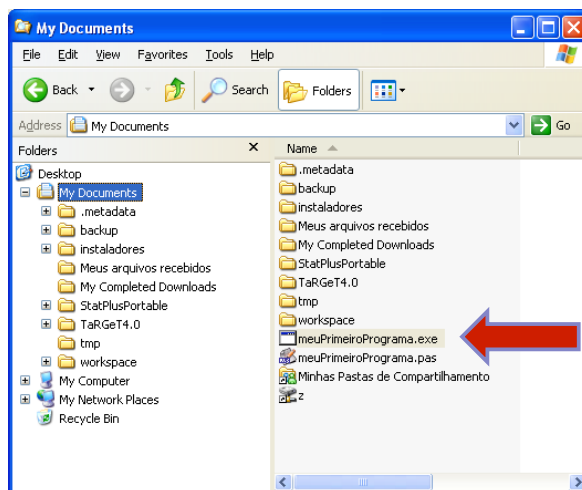 My Documents
File Edit View Favorites Tools Help
Back Search Folders
Address My Documents Go
Folders x Name
Desktop
My Documents
.metadata
backup
instaladores
Meus arquivos recebidos
My Completed Downloads
StatPlusPortable
TaRGeT4.0
tmp
workspace
My Computer
My Network Places
Recycle Bin
.metadata
backup
instaladores
Meus arquivos recebidos
My Completed Downloads
StatPlusPortable
TaRGeT4.0
tmp
workspace
meuPrimeiroPrograma.exe
meuPrimeiroPrograma.pas
Minhas Pastas de Compartilhamento
z